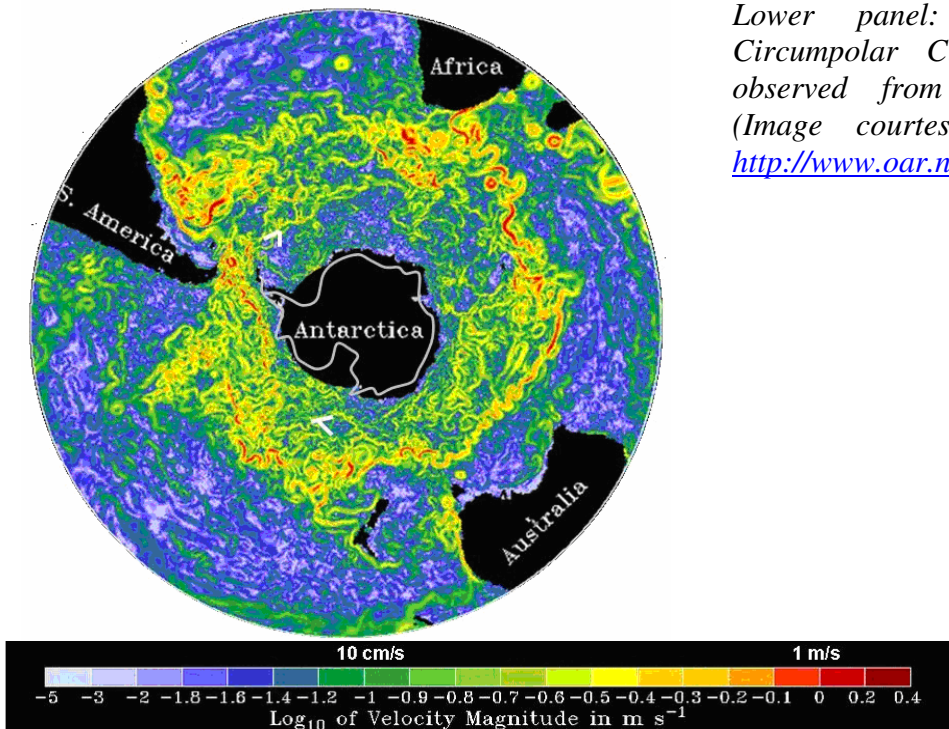 Lower panel:
Circumpolar C
observed from
(Image courtes
http://www.oar.n
Africa
S. America
Antarctica
Australia
10 cm/s 1 m/s
-5 -3 -2 -1.8 -1.6 -1.4 -1.2 -1 -0.9 -0.8 -0.7 -0.6 -0.5 -0.4 -0.3 -0.2 -0.1 0 0.2 0.4
Log₁₀ of Velocity Magnitude in m s⁻¹